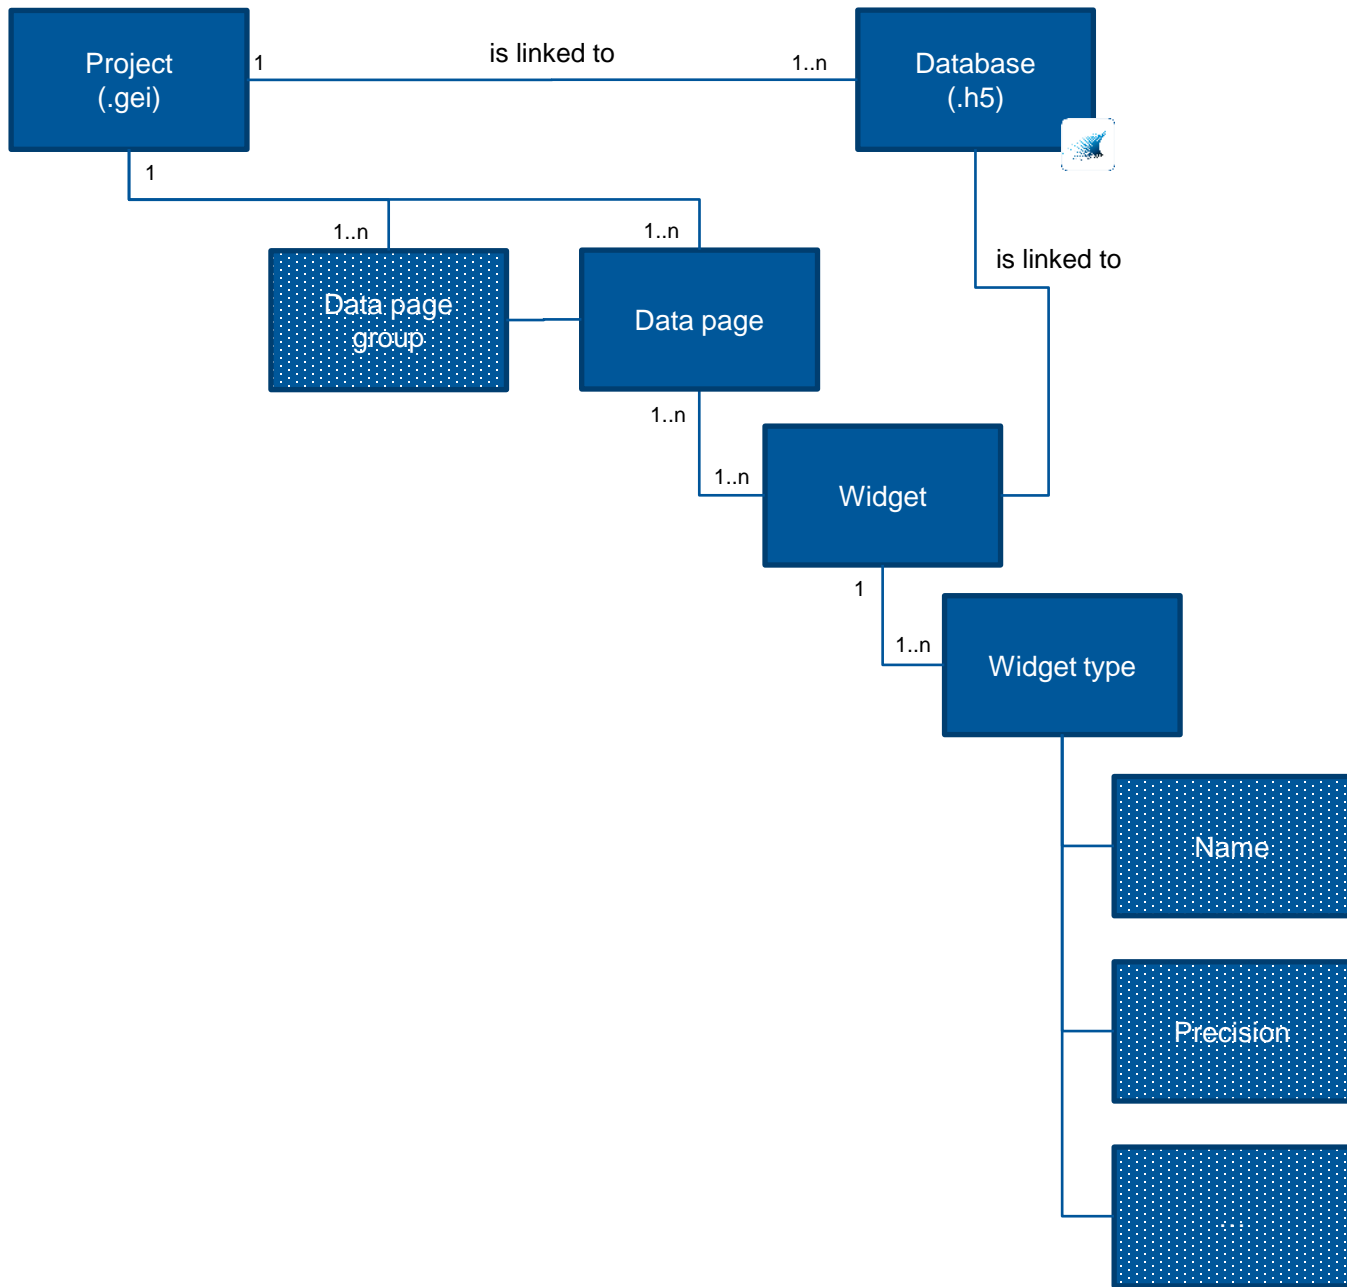 Project
(.gei)
1
is linked to
1..n
Database
(.h5)
1
1..n
1..n
is linked to
Data page
group
Data page
1..n
1..n
Widget
1
1..n
Widget type
Name
Precision
...